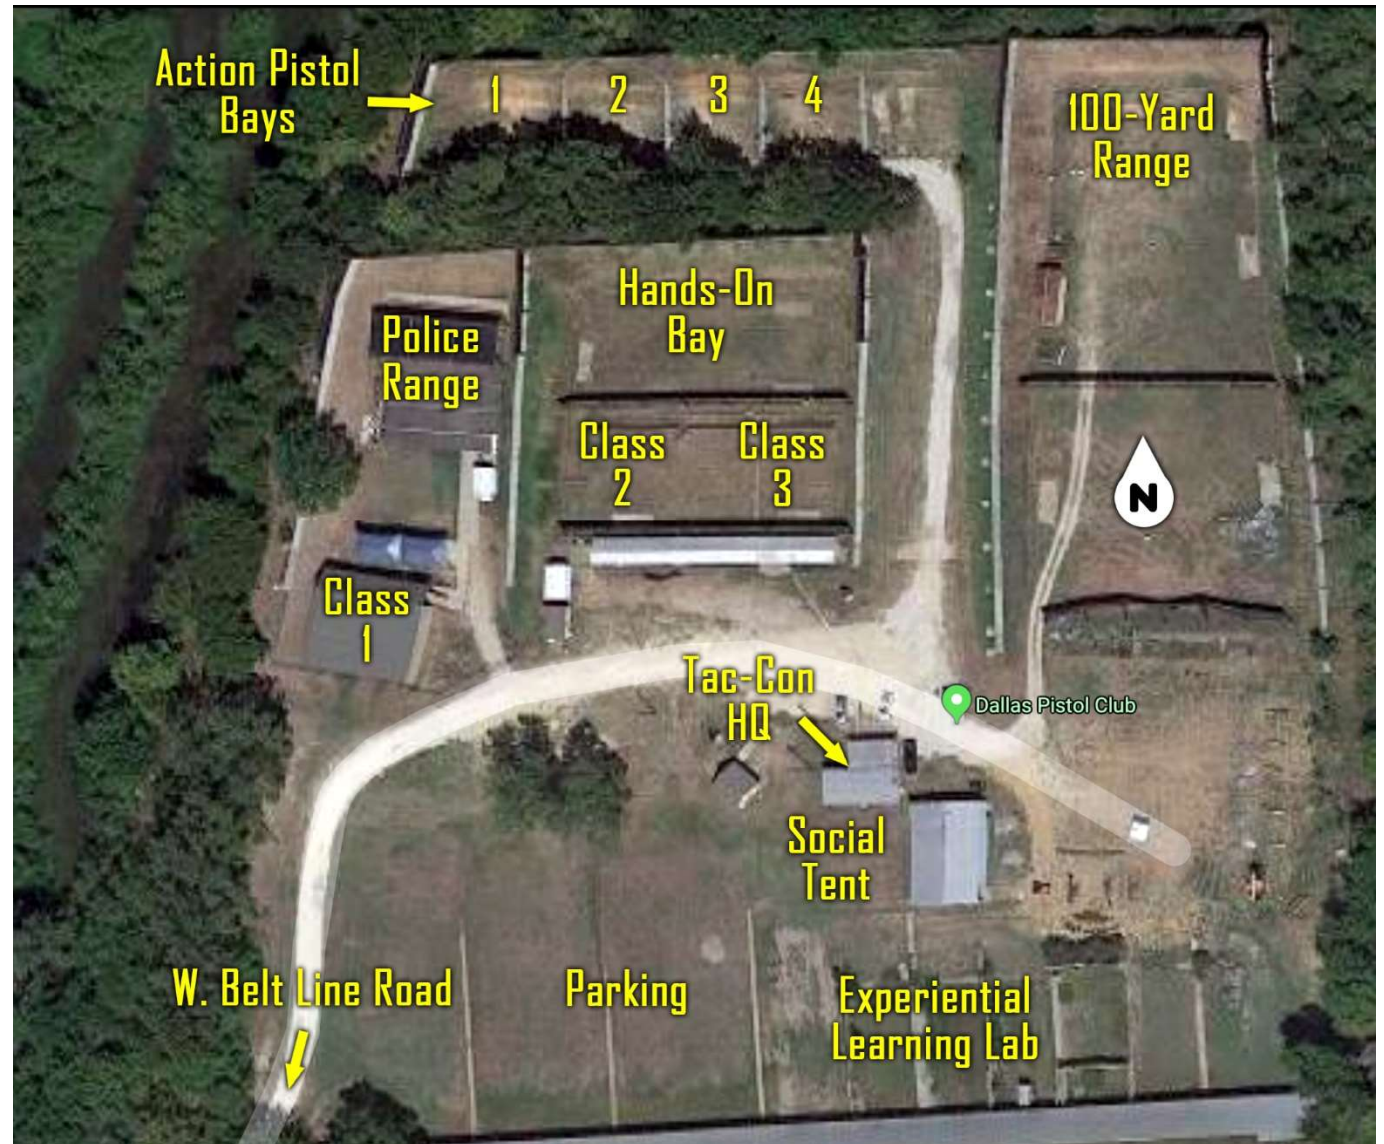 Action Pistol
Bays
1
2
3
4
100-Yard
Range
Hands-On
Bay
Police
Range
Class
2
Class
3
N
Class
1
Tac-Con
HQ
Dallas Pistol Club
Social
Tent
W. Belt Line Road
Parking
Experiential
Learning Lab